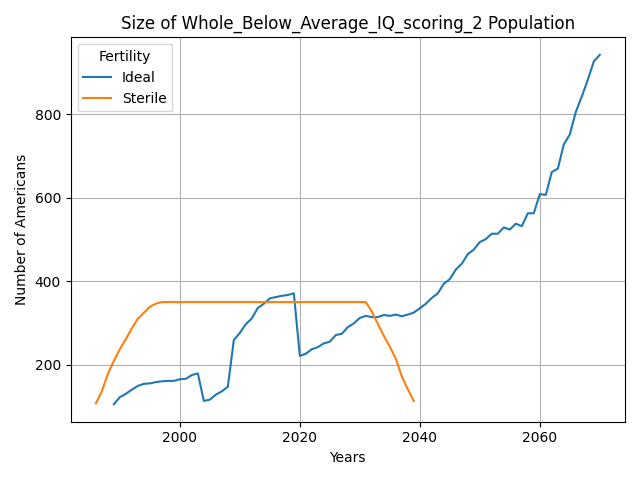 Size of Whole_Below_Average_IQ_scoring_2 Population
Fertility
Ideal
Sterile
Number of Americans
800
600
400
200
2000
2020
2040
2060
Years